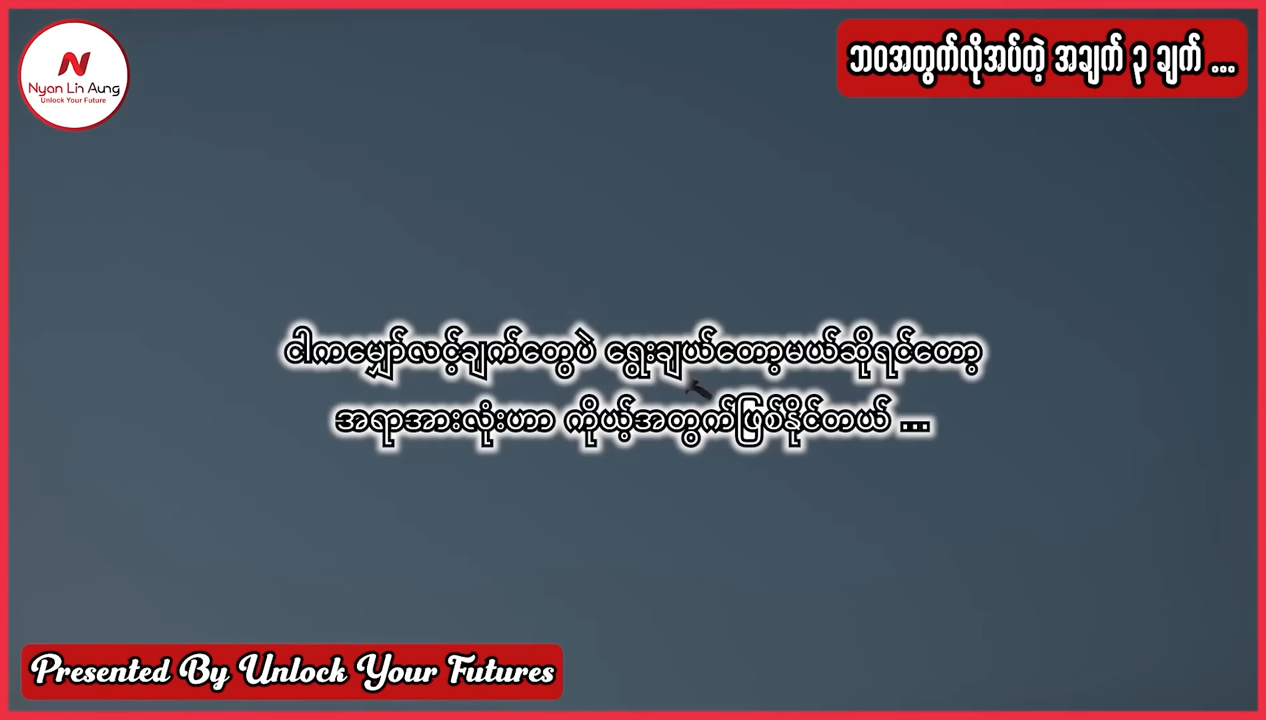 Nyan Lin Aung
Unlock Your Future
ဘဝအတွက်လိုအပ်တဲ့ အချက် ၃ ချက် ...
ငါကမျှော်လင့်ချက်တွေပဲ ရွေးချယ်တော့မယ်ဆိုရင်တော့
အရာအားလုံးဟာ ကိုယ့်အတွက်ဖြစ်နိုင်တယ် ...
Presented By Unlock Your Futures